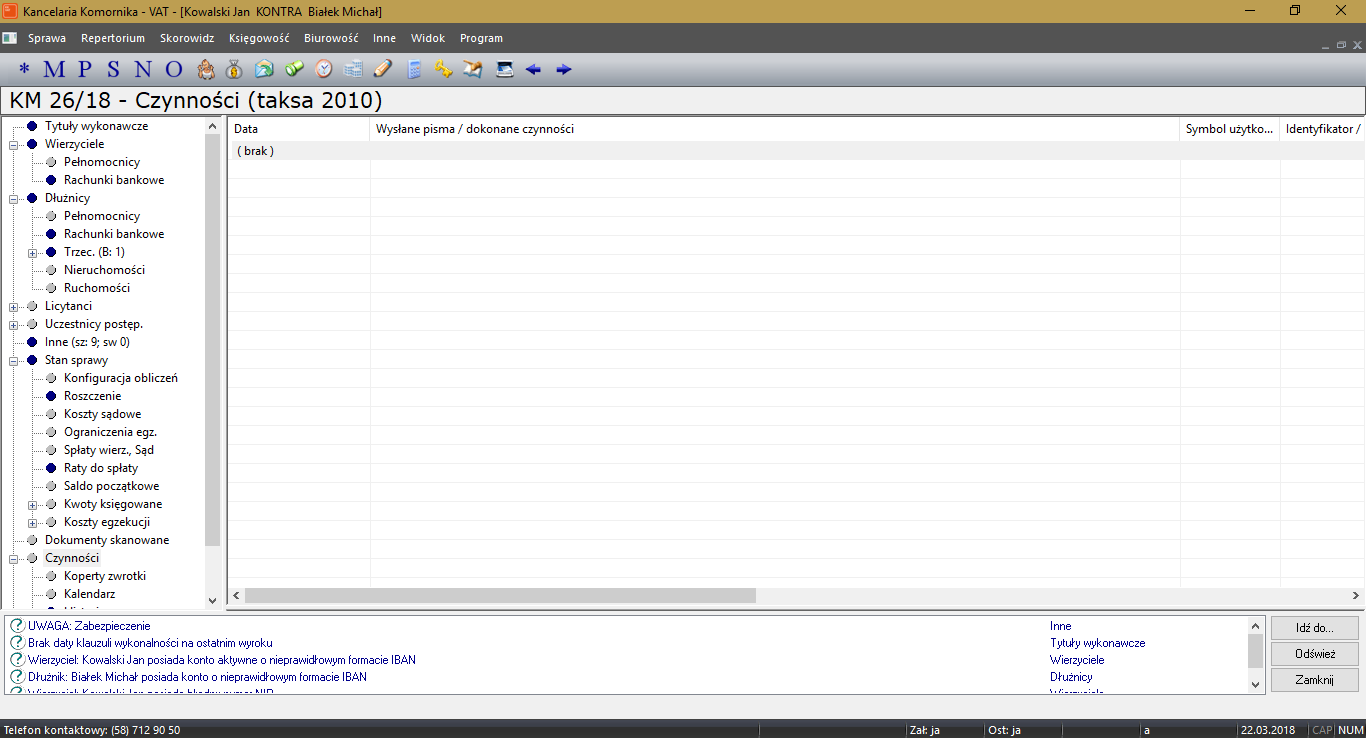 Kancelaria Komornika - VAT - [Kowalski Jan  KONTRA  Białek Michał]
Sprawa Repertorium Skorowidz Księgowość Biurowość Inne Widok Program
* M P S N O
KM 26/18 - Czynności (taksa 2010)
Tytuły wykonawcze
Wierzyciele
Pełnomocnicy
Rachunki bankowe
Dłużnicy
Pełnomocnicy
Rachunki bankowe
Trzec. (B: 1)
Nieruchomości
Ruchomości
Licytanci
Uczestnicy postęp.
Inne (sz: 9; sw 0)
Stan sprawy
Konfiguracja obliczeń
Roszczenie
Koszty sądowe
Ograniczenia egz.
Spłaty wierz., Sąd
Raty do spłaty
Saldo początkowe
Kwoty księgowane
Koszty egzekucji
Dokumenty skanowane
Czynności
Koperty zwrotki
Kalendarz
Data Wysłane pisma / dokonane czynności Symbol użytko... Identyfikator /
( brak )
UWAGA: Zabezpieczenie Inne
Brak daty klauzuli wykonalności na ostatnim wyroku Tytuły wykonawcze
Wierzyciel: Kowalski Jan posiada konto aktywne o nieprawidłowym formacie IBAN Wierzyciele
Dłużnik: Białek Michał posiada konto o nieprawidłowym formacie IBAN Dłużnicy
Idź do...
Odśwież
Zamknij
Telefon kontaktowy: (58) 712 90 50 Zał: ja Ost: ja a 22.03.2018 CAP NUM